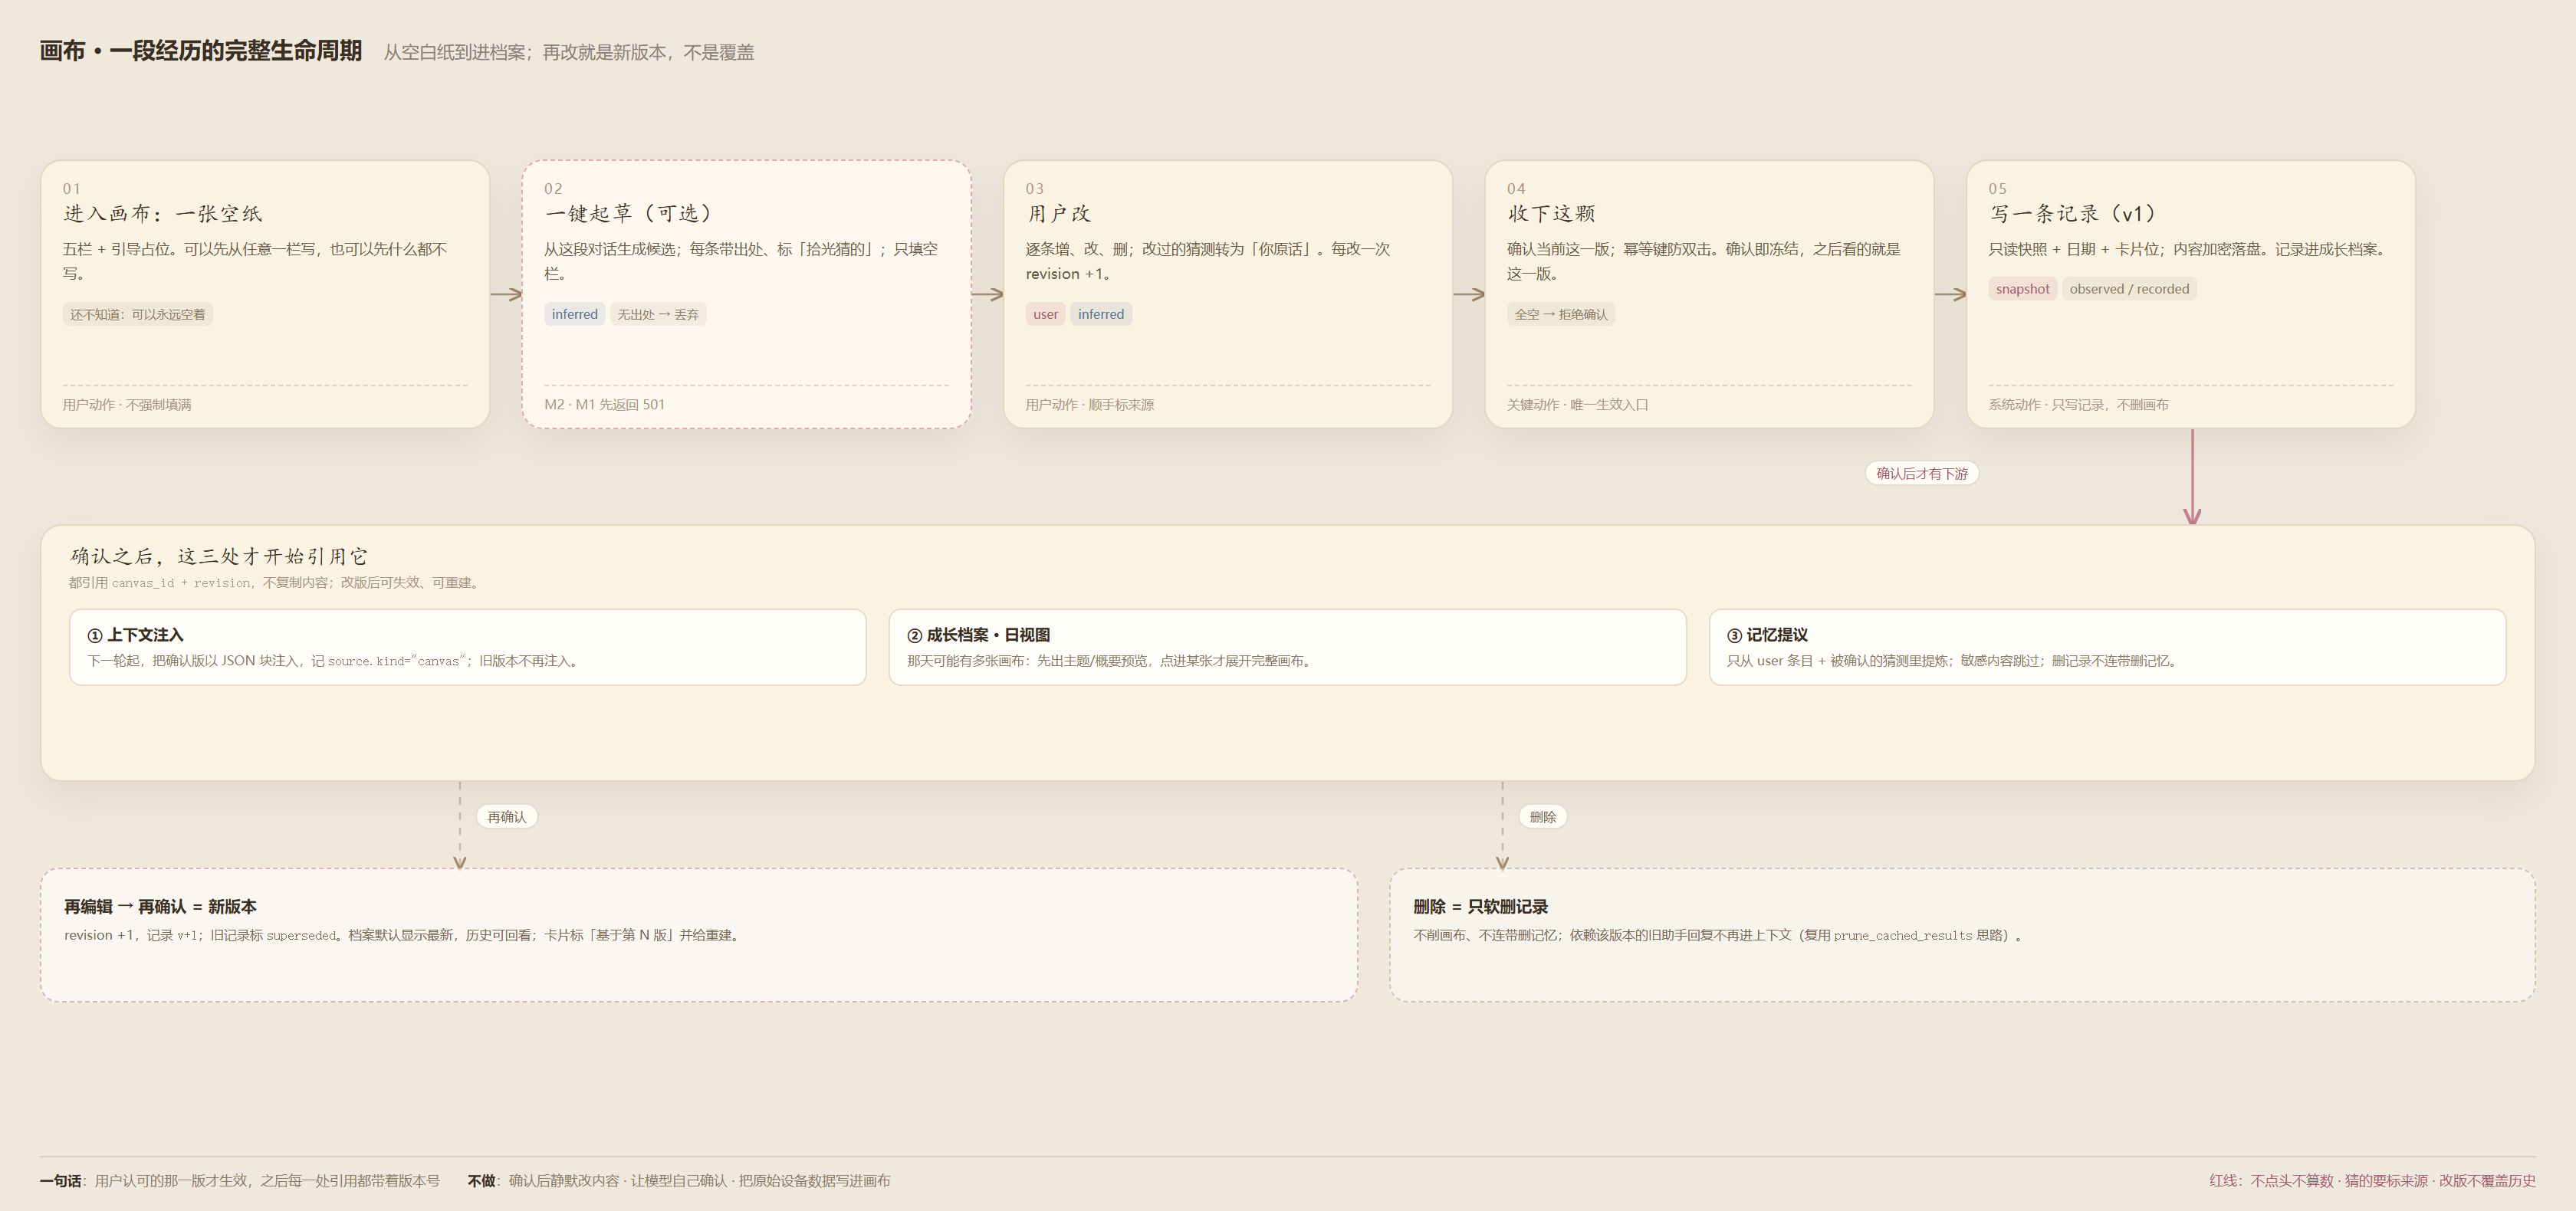 画布·一段经历的完整生命周期 从空白纸到进档案；再改就是新版本，不是覆盖
01
进入画布：一张空纸
五栏 + 引导占位。可以先从任意一栏写，也可以先什么都不
写。
还不知道：可以永远空着
用户动作 · 不强制填满
02
一键起草（可选）
从这段对话生成候选；每条带出处、标「拾光猜的」；只填空
栏。
inferred 无出处 → 丢弃
M2 · M1 先返回 501
03
用户改
逐条增、改、删；改过的猜测转为「你原话」。每改一次
revision +1。
user inferred
用户动作 · 顺手标来源
04
收下这颗
确认当前这一版；幂等键防双击。确认即冻结，之后看的就是
这一版。
全空 → 拒绝确认
关键动作 · 唯一生效入口
05
写一条记录（v1）
只读快照 + 日期 + 卡片位；内容加密落盘。记录进成长档案。
snapshot observed / recorded
系统动作 · 只写记录，不删画布
确认后才有下游
确认之后，这三处才开始引用它
都引用 canvas_id + revision，不复制内容；改版后可失效、可重建。
① 上下文注入
下一轮起，把确认版以 JSON 块注入，记 source.kind="canvas"；旧版本不再注入。
② 成长档案 · 日视图
那天可能有多张画布：先出主题/概要预览，点进某张才展开完整画布。
③ 记忆提议
只从 user 条目 + 被确认的猜测里提炼；敏感内容跳过；删记录不连带删记忆。
再确认
删除
再编辑 → 再确认 = 新版本
revision +1，记录 v+1；旧记录标 superseded。档案默认显示最新，历史可回看；卡片标「基于第 N 版」并给重建。
删除 = 只软删记录
不削画布、不连带删记忆；依赖该版本的旧助手回复不再进上下文（复用 prune_cached_results 思路）。
一句话：用户认可的那一版才生效，之后每一处引用都带着版本号 不做：确认后静默改内容 · 让模型自己确认 · 把原始设备数据写进画布
红线：不点头不算数 · 猜的要标来源 · 改版不覆盖历史